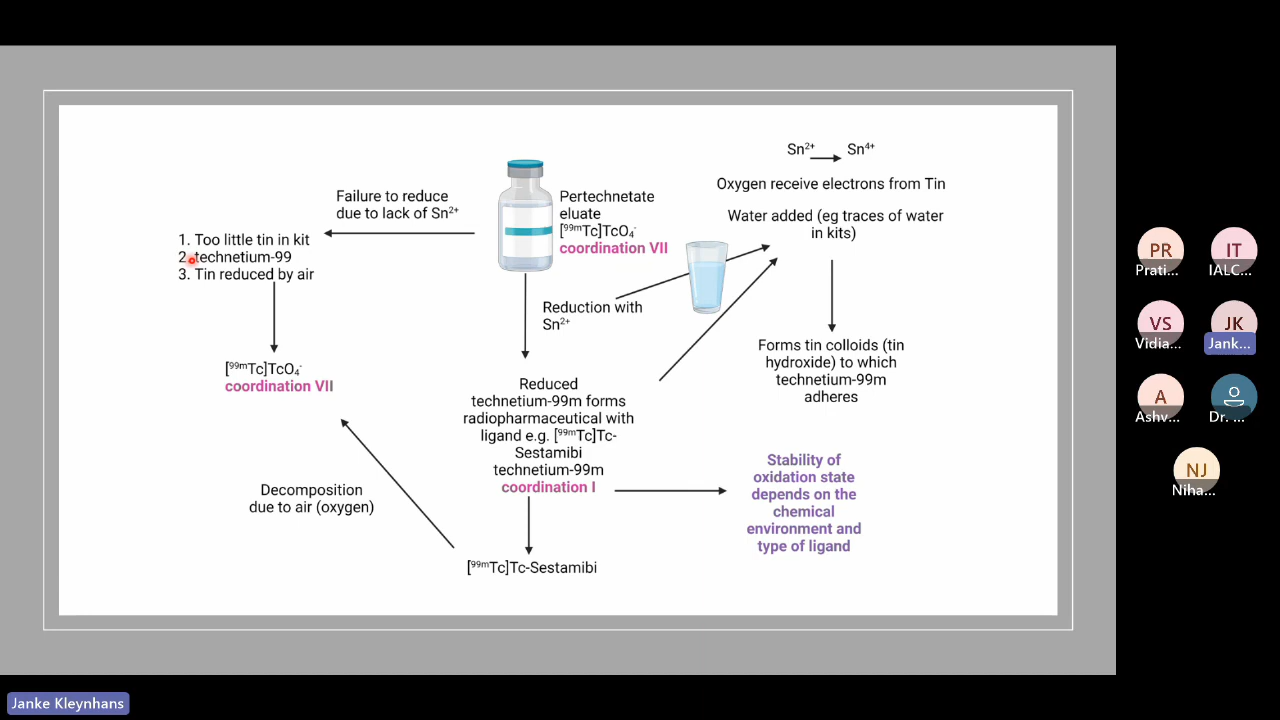 Sn²⁺ → Sn⁴⁺
Oxygen receive electrons from Tin
Water added (eg traces of water
in kits)
Failure to reduce
due to lack of Sn²⁺
Pertechnetate
eluate
[⁹⁹ᵐTc]TcO₄⁻
coordination VII
1. Too little tin in kit
2. technetium-99
3. Tin reduced by air
Reduction with
Sn²⁺
[⁹⁹ᵐTc]TcO₄⁻
coordination VII
Forms tin colloids (tin
hydroxide) to which
technetium-99m
adheres
Reduced
technetium-99m forms
radiopharmaceutical with
ligand e.g. [⁹⁹ᵐTc]Tc-
Sestamibi
technetium-99m
coordination I
Stability of
oxidation state
depends on the
chemical
environment and
type of ligand
Decomposition
due to air (oxygen)
[⁹⁹ᵐTc]Tc-Sestamibi
PR
Prati...
IT
IALC...
VS
Vidia...
JK
Jank...
A
Ashv...
Dr. ...
NJ
Niha...
Janke Kleynhans